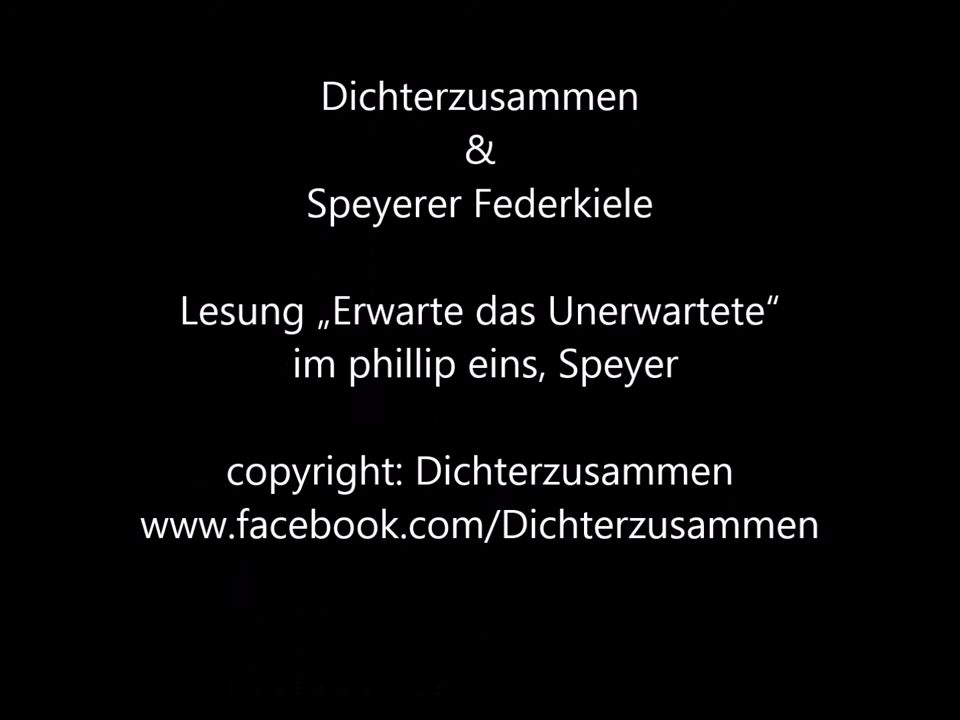 Dichterzusammen
&
Speyerer Federkiele
Lesung „Erwarte das Unerwartete“
im phillip eins, Speyer
copyright: Dichterzusammen
www.facebook.com/Dichterzusammen